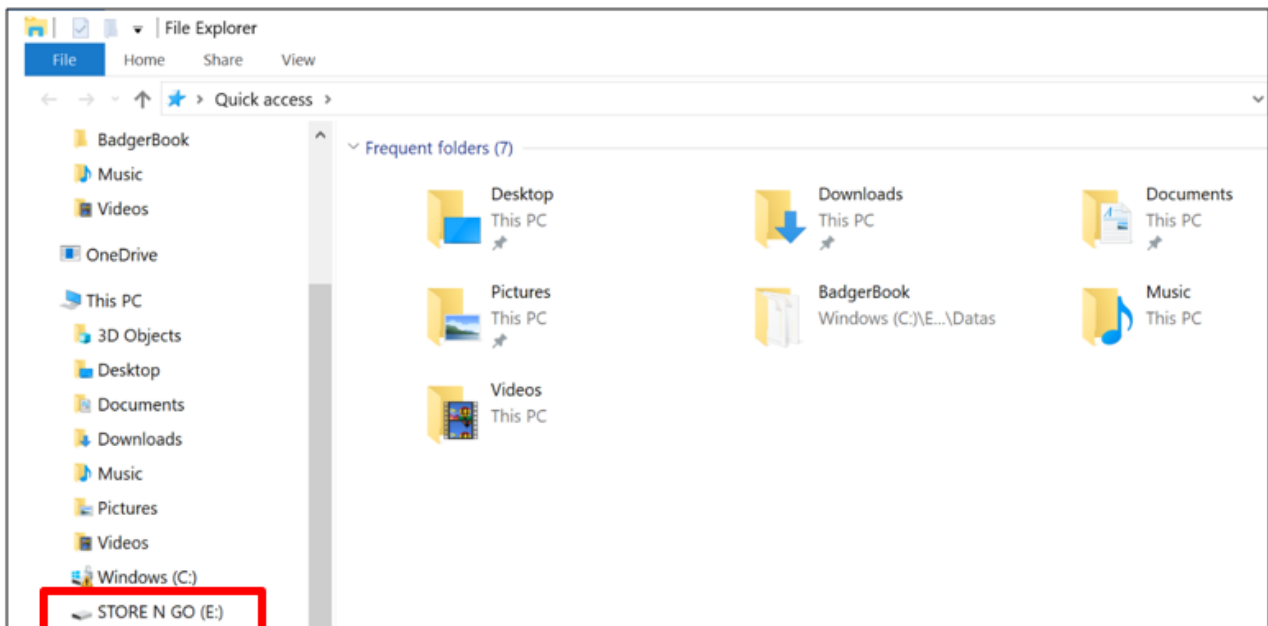 File Explorer
File Home Share View
Quick access
BadgerBook
Music
Videos
OneDrive
This PC
3D Objects
Desktop
Documents
Downloads
Music
Pictures
Videos
Windows (C:)
STORE N GO (E:)
Frequent folders (7)
Desktop
This PC
Downloads
This PC
Documents
This PC
Pictures
This PC
BadgerBook
Windows (C:)\E...\Datas
Music
This PC
Videos
This PC